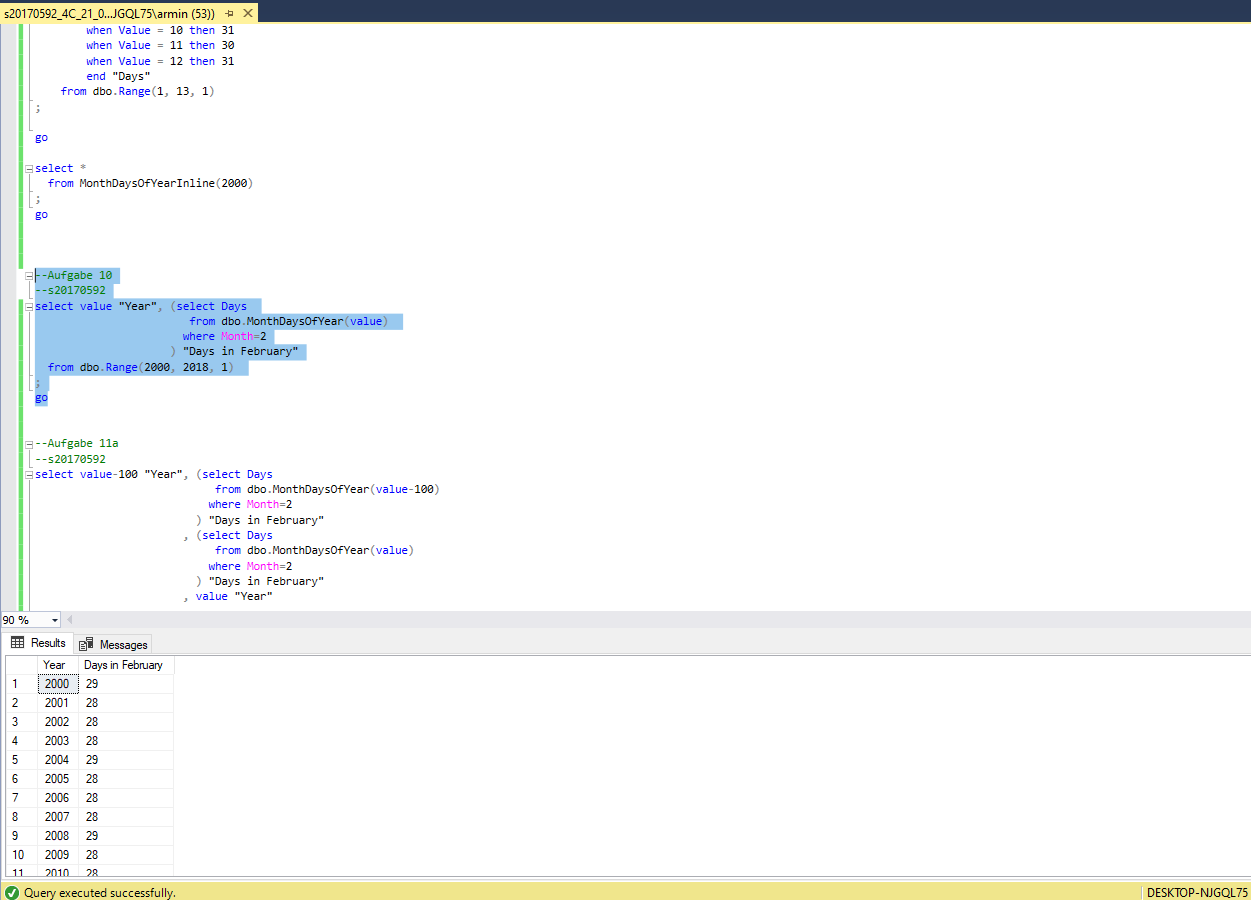 s20170592_4C_21_0...JGQL75\armin (53))
when Value = 10 then 31
when Value = 11 then 30
when Value = 12 then 31
end "Days"
from dbo.Range(1, 13, 1)
;
go
select *
from MonthDaysOfYearInline(2000)
;
go
--Aufgabe 10
--s20170592
select value "Year", (select Days
from dbo.MonthDaysOfYear(value)
where Month=2
) "Days in February"
from dbo.Range(2000, 2018, 1)
;
go
--Aufgabe 11a
--s20170592
select value-100 "Year", (select Days
from dbo.MonthDaysOfYear(value-100)
where Month=2
) "Days in February"
, (select Days
from dbo.MonthDaysOfYear(value)
where Month=2
) "Days in February"
, value "Year"
90 %
Results Messages
Year Days in February
1 2000 29
2 2001 28
3 2002 28
4 2003 28
5 2004 29
6 2005 28
7 2006 28
8 2007 28
9 2008 29
10 2009 28
11 2010 28
Query executed successfully. DESKTOP-NJGQL75